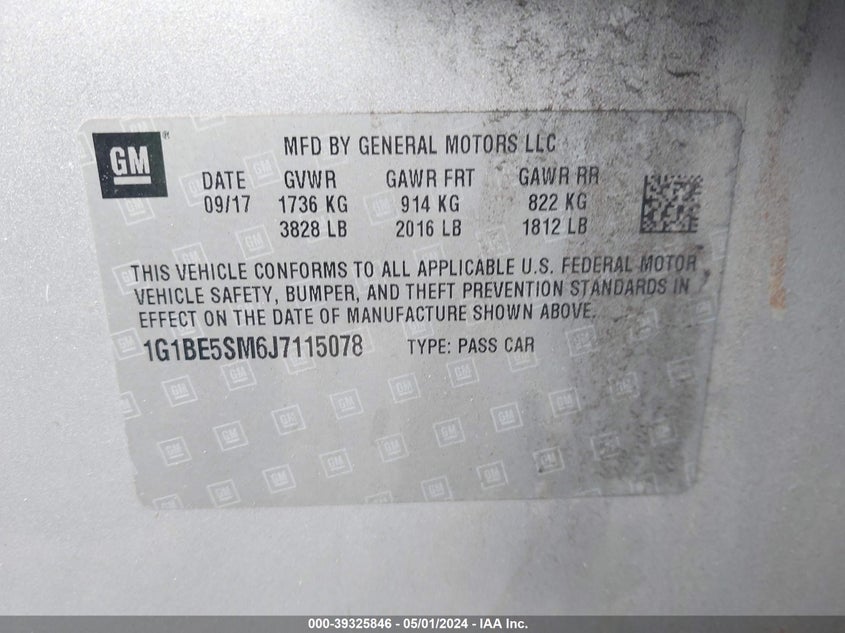 GM
MFD BY GENERAL MOTORS LLC
DATE GVWR GAWR FRT GAWR RR
09/17 1736 KG 914 KG 822 KG
3828 LB 2016 LB 1812 LB
THIS VEHICLE CONFORMS TO ALL APPLICABLE U.S. FEDERAL MOTOR
VEHICLE SAFETY, BUMPER, AND THEFT PREVENTION STANDARDS IN
EFFECT ON THE DATE OF MANUFACTURE SHOWN ABOVE.
1G1BE5SM6J7115078 TYPE: PASS CAR
000-39325846 - 05/01/2024 - IAA Inc.